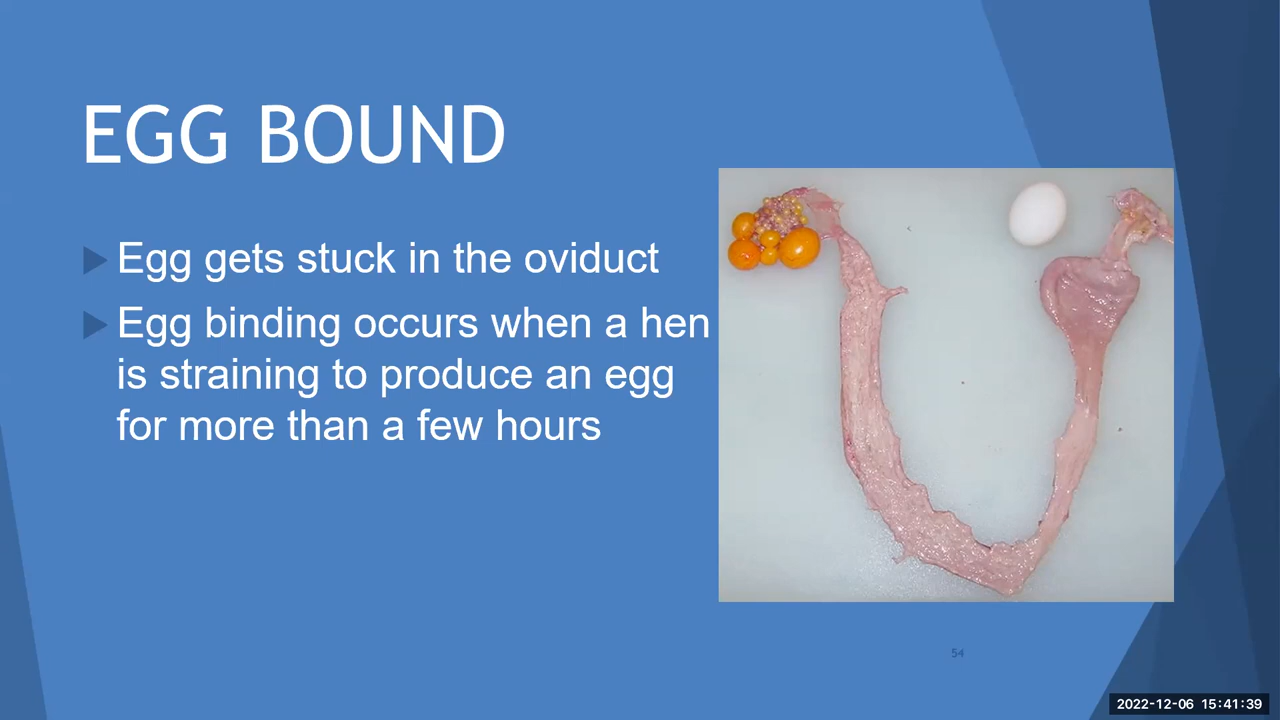 EGG BOUND
Egg gets stuck in the oviduct
Egg binding occurs when a hen
is straining to produce an egg
for more than a few hours
54
2022-12-06 15:41:39